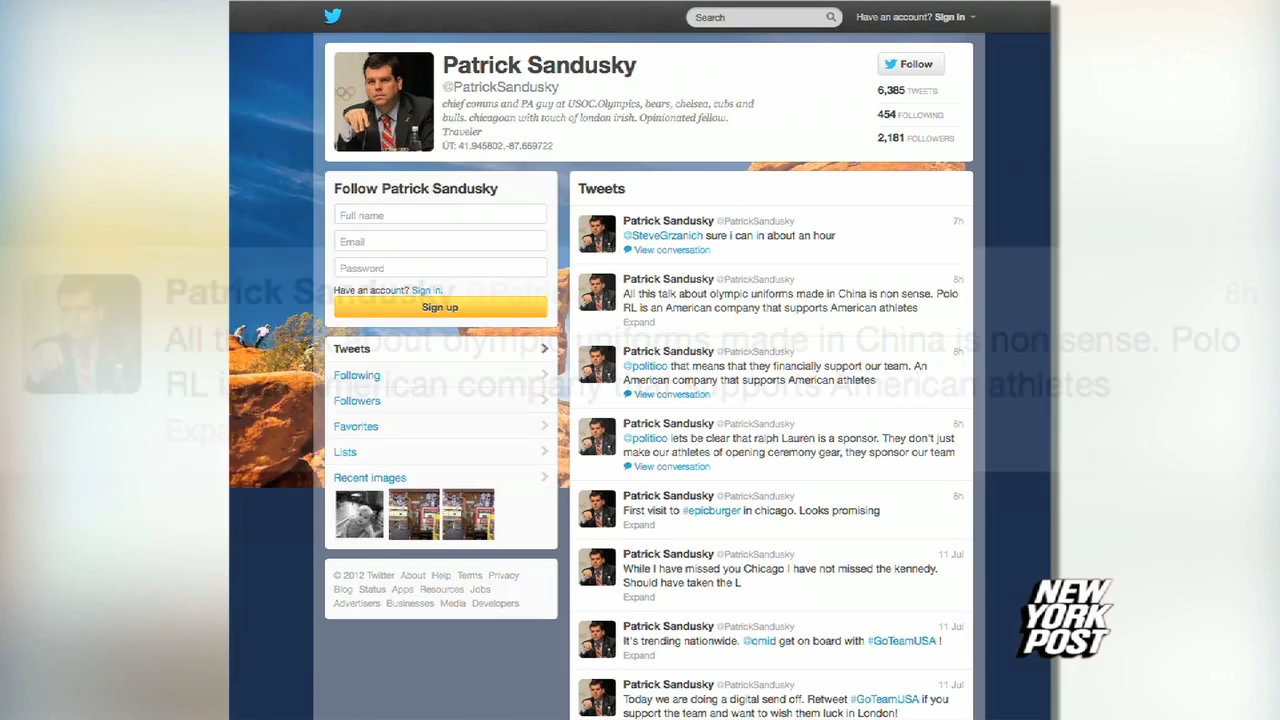 Search
Have an account? Sign in
Patrick Sandusky
@PatrickSandusky
chief comms and PA guy at USOC.Olympics, bears, chelsea, cubs and
bulls. chicagoan with touch of london irish. Opinionated fellow.
Traveler
ÜT: 41.945802,-87.669722
Follow
6,385 TWEETS
454 FOLLOWING
2,181 FOLLOWERS
Follow Patrick Sandusky
Full name
Email
Password
Have an account? Sign in.
Sign up
Tweets
Following
Followers
Favorites
Lists
Recent images
© 2012 Twitter About Help Terms Privacy
Blog Status Apps Resources Jobs
Advertisers Businesses Media Developers
Tweets
Patrick Sandusky @PatrickSandusky 7h
@SteveGrzanich sure i can in about an hour
View conversation
Patrick Sandusky @PatrickSandusky 8h
All this talk about olympic uniforms made in China is non sense. Polo
RL is an American company that supports American athletes
Expand
Patrick Sandusky @PatrickSandusky 8h
@politico that means that they financially support our team. An
American company that supports American athletes
View conversation
Patrick Sandusky @PatrickSandusky 8h
@politico lets be clear that ralph Lauren is a sponsor. They don't just
make our athletes of opening ceremony gear, they sponsor our team
View conversation
Patrick Sandusky @PatrickSandusky 8h
First visit to #epicburger in chicago. Looks promising
Expand
Patrick Sandusky @PatrickSandusky 11 Jul
While I have missed you Chicago I have not missed the kennedy.
Should have taken the L
Expand
Patrick Sandusky @PatrickSandusky 11 Jul
It's trending nationwide. @omid get on board with #GoTeamUSA !
Expand
Patrick Sandusky @PatrickSandusky 11 Jul
Today we are doing a digital send off. Retweet #GoTeamUSA if you
support the team and want to wish them luck in London!
Patrick Sandusky 8h
All this talk about olympic uniforms made in China is non sense. Polo
RL is an American company that supports American athletes
Expand
NEW
YORK
POST